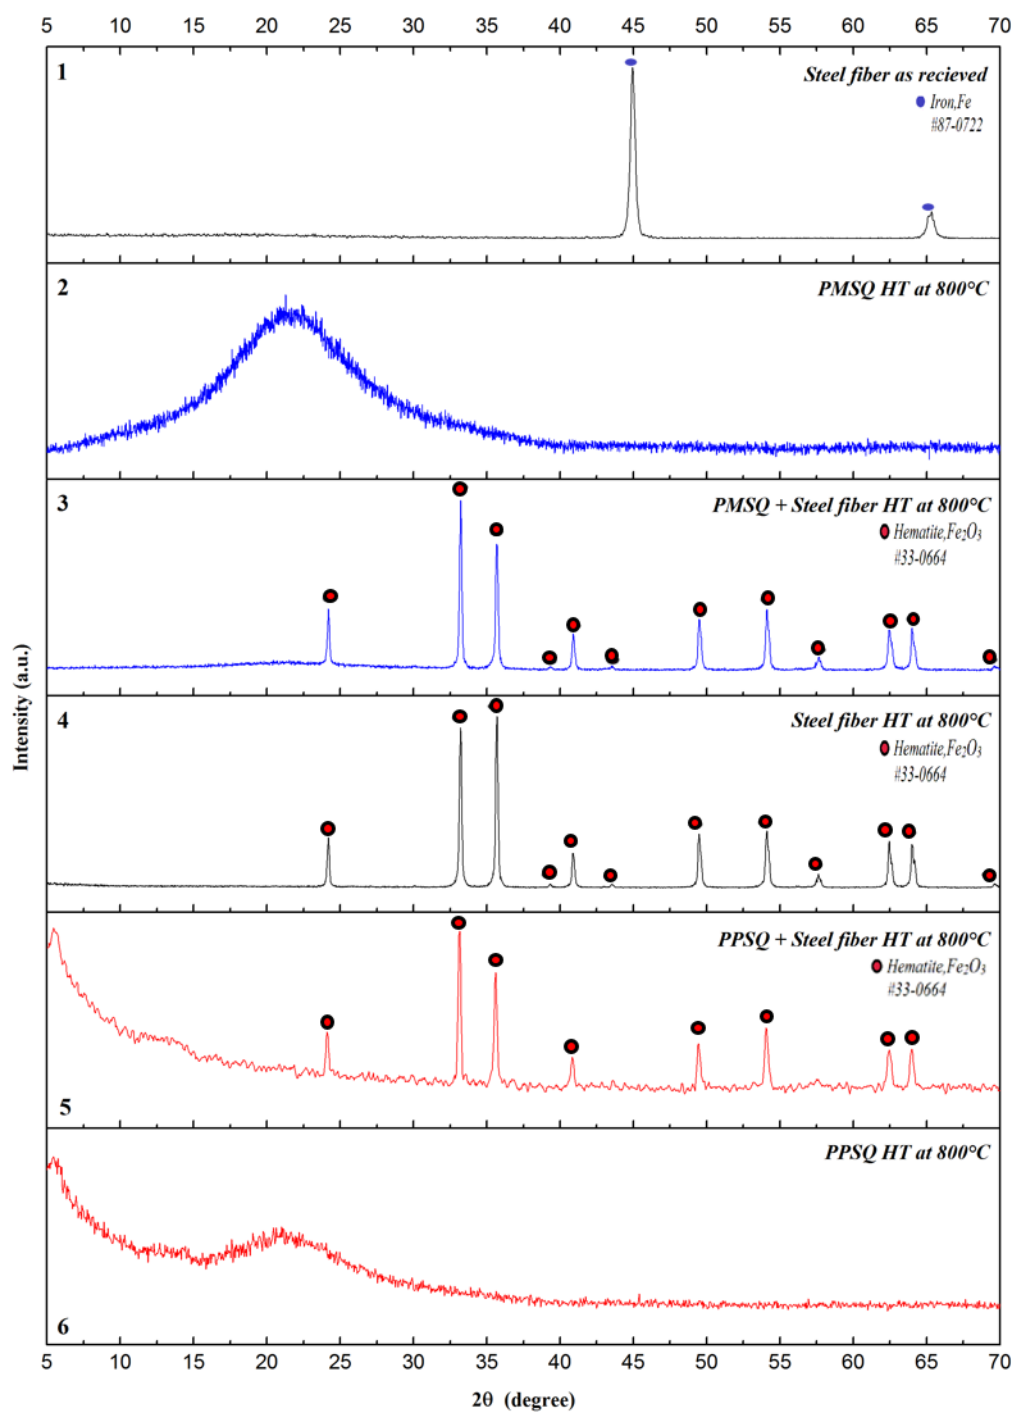 5 10 15 20 25 30 35 40 45 50 55 60 65 70
1
Steel fiber as recieved
Iron,Fe
#87-0722
2
PMSQ HT at 800°C
3
PMSQ + Steel fiber HT at 800°C
Hematite,Fe₂O₃
#33-0664
4
Steel fiber HT at 800°C
Hematite,Fe₂O₃
#33-0664
PPSQ + Steel fiber HT at 800°C
Hematite,Fe₂O₃
#33-0664
5
PPSQ HT at 800°C
6
Intensity (a.u.)
5 10 15 20 25 30 35 40 45 50 55 60 65 70
2θ (degree)